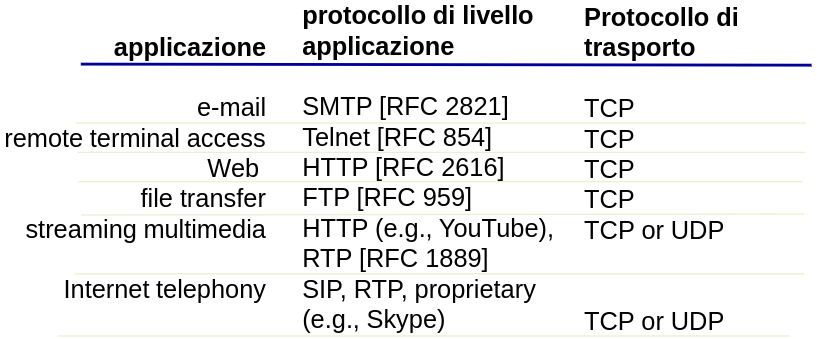 applicazione protocollo di livello applicazione Protocollo di trasporto
e-mail SMTP [RFC 2821] TCP
remote terminal access Telnet [RFC 854] TCP
Web HTTP [RFC 2616] TCP
file transfer FTP [RFC 959] TCP
streaming multimedia HTTP (e.g., YouTube), TCP or UDP
RTP [RFC 1889]
Internet telephony SIP, RTP, proprietary
(e.g., Skype) TCP or UDP